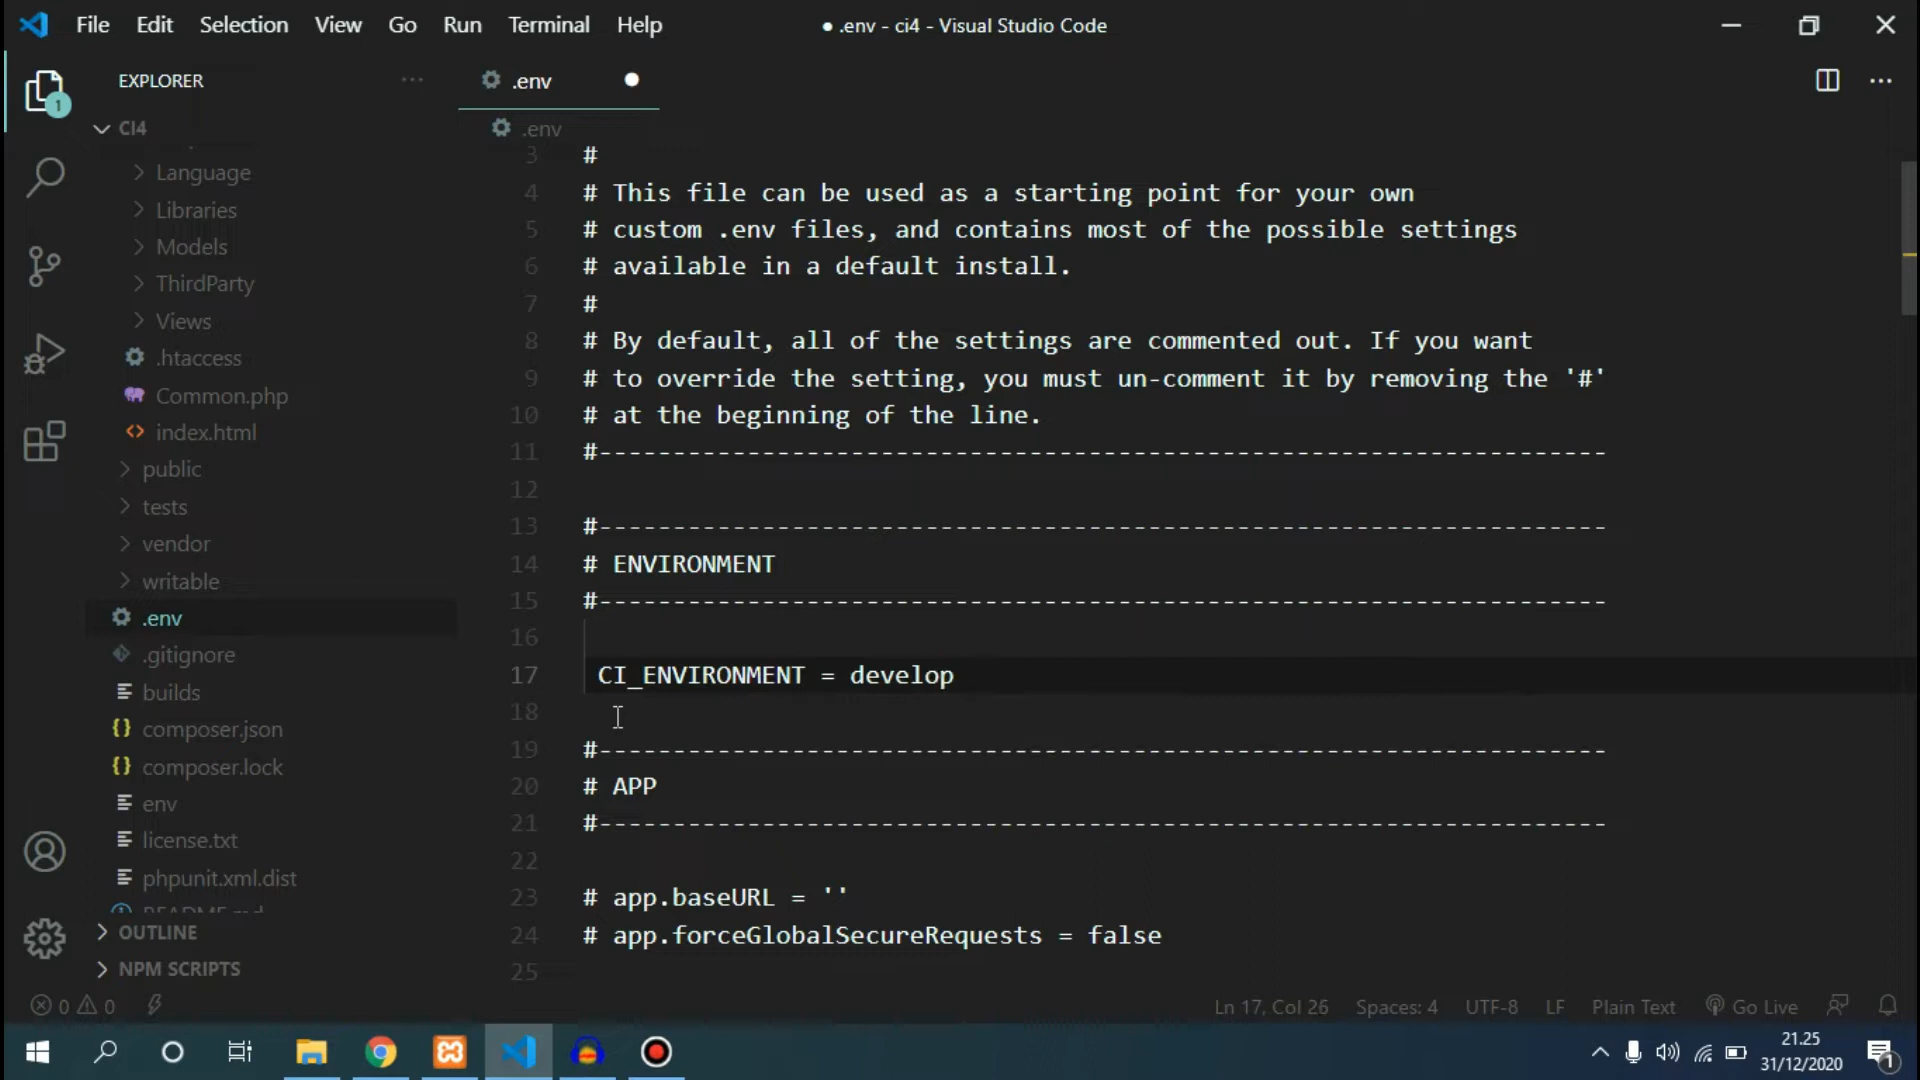 File Edit Selection View Go Run Terminal Help
● .env - ci4 - Visual Studio Code
EXPLORER
.env
1
CI4
.env
Language
Libraries
Models
ThirdParty
Views
.htaccess
Common.php
index.html
public
tests
vendor
writable
.env
.gitignore
builds
composer.json
composer.lock
env
license.txt
phpunit.xml.dist
README.md
OUTLINE
NPM SCRIPTS
3 #
4 # This file can be used as a starting point for your own
5 # custom .env files, and contains most of the possible settings
6 # available in a default install.
7 #
8 # By default, all of the settings are commented out. If you want
9 # to override the setting, you must un-comment it by removing the '#'
10 # at the beginning of the line.
11 #--------------------------------------------------------------------
12
13 #--------------------------------------------------------------------
14 # ENVIRONMENT
15 #--------------------------------------------------------------------
16
17 CI_ENVIRONMENT = develop
18
19 #--------------------------------------------------------------------
20 # APP
21 #--------------------------------------------------------------------
22
23 # app.baseURL = ''
24 # app.forceGlobalSecureRequests = false
25
0 0
Ln 17, Col 26 Spaces: 4 UTF-8 LF Plain Text Go Live
21.25
31/12/2020
1